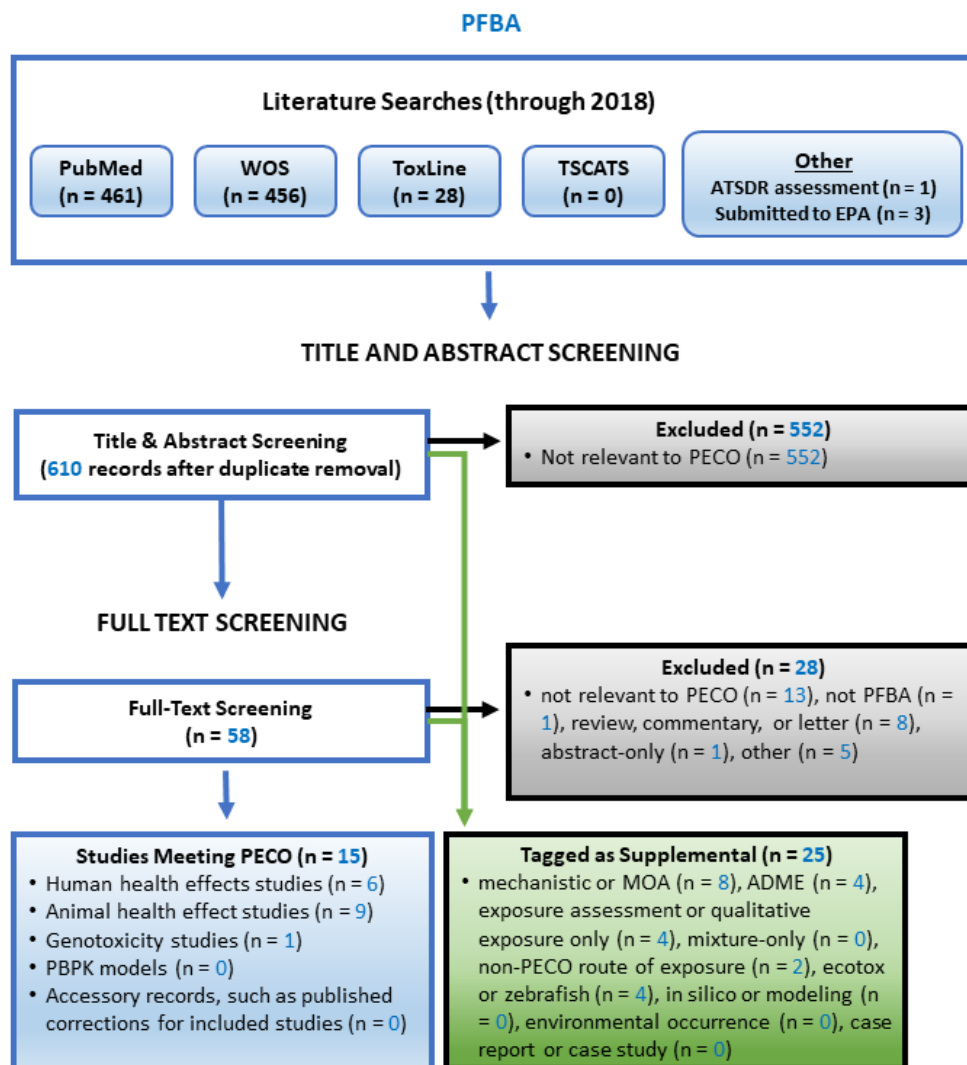 PFBA
Literature Searches (through 2018)
PubMed
(n = 461)
WOS
(n = 456)
ToxLine
(n = 28)
TSCATS
(n = 0)
Other
ATSDR assessment (n = 1)
Submitted to EPA (n = 3)
TITLE AND ABSTRACT SCREENING
Title & Abstract Screening
(610 records after duplicate removal)
Excluded (n = 552)
• Not relevant to PECO (n = 552)
FULL TEXT SCREENING
Full-Text Screening
(n = 58)
Excluded (n = 28)
• not relevant to PECO (n = 13), not PFBA (n =
1), review, commentary, or letter (n = 8),
abstract-only (n = 1), other (n = 5)
Studies Meeting PECO (n = 15)
• Human health effects studies (n = 6)
• Animal health effect studies (n = 9)
• Genotoxicity studies (n = 1)
• PBPK models (n = 0)
• Accessory records, such as published
corrections for included studies (n = 0)
Tagged as Supplemental (n = 25)
• mechanistic or MOA (n = 8), ADME (n = 4),
exposure assessment or qualitative
exposure only (n = 4), mixture-only (n = 0),
non-PECO route of exposure (n = 2), ecotox
or zebrafish (n = 4), in silico or modeling (n
= 0), environmental occurrence (n = 0), case
report or case study (n = 0)